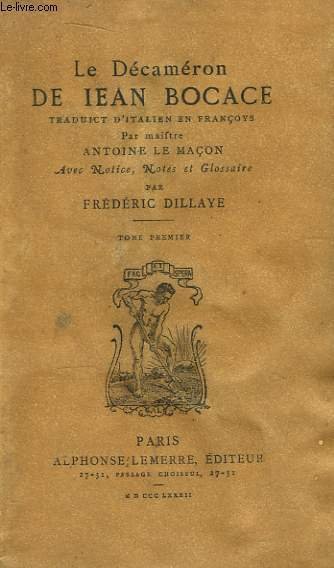 Le Décaméron
DE IEAN BOCACE
TRADUICT D'ITALIEN EN FRANÇOYS
Par maiſtre
ANTOINE LE MAÇON
Avec Notice, Notes et Gloſſaire
PAR
FRÉDÉRIC DILLAYE
TOME PREMIER
FAC ET SPERA
A L
PARIS
ALPHONSE LEMERRE, ÉDITEUR
27-31, PASSAGE CHOISEUL, 27-31
M D CCC LXXXII